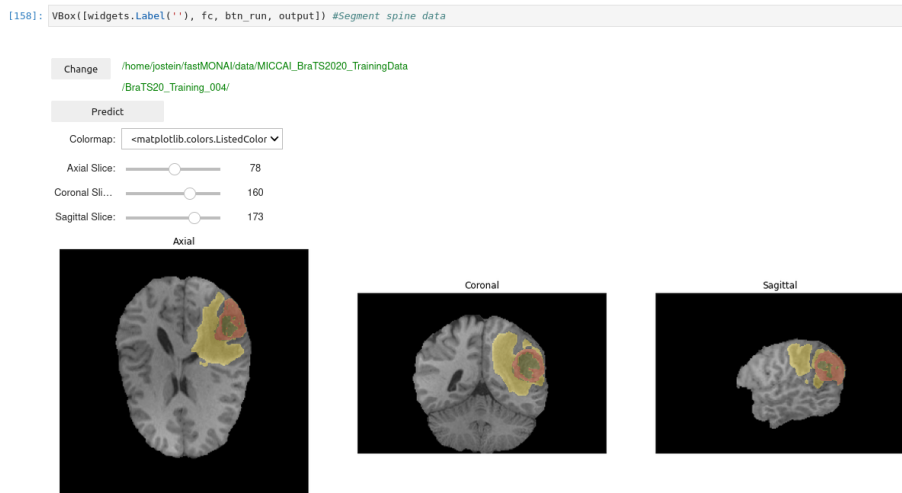 [158]: VBox([widgets.Label(''), fc, btn_run, output]) #Segment spine data
Change /home/jostein/fastMONAI/data/MICCAI_BraTS2020_TrainingData
/BraTS20_Training_004/
Predict
Colormap: <matplotlib.colors.ListedColor
Axial Slice: 78
Coronal Sli... 160
Sagittal Slice: 173
Axial
Coronal
Sagittal